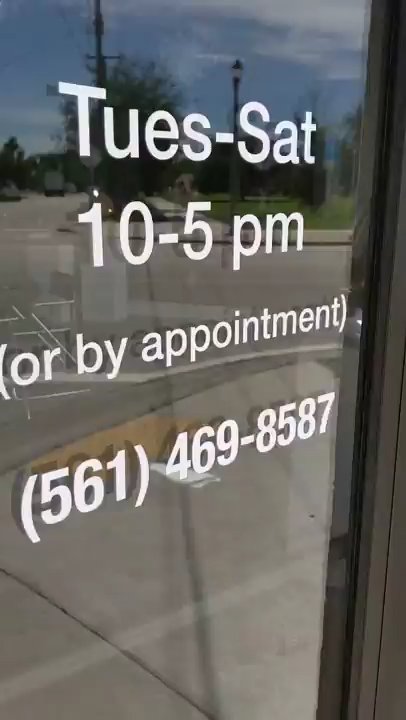 Tues-Sat
10-5 pm
(or by appointment)
(561) 469-8587